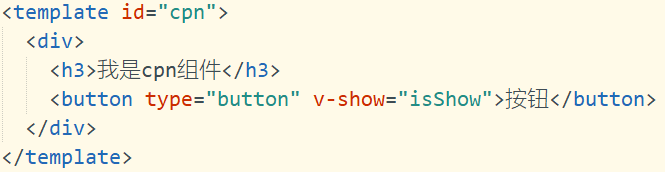 <template id="cpn">
<div>
<h3>我是cpn组件</h3>
<button type="button" v-show="isShow">按钮</button>
</div>
</template>